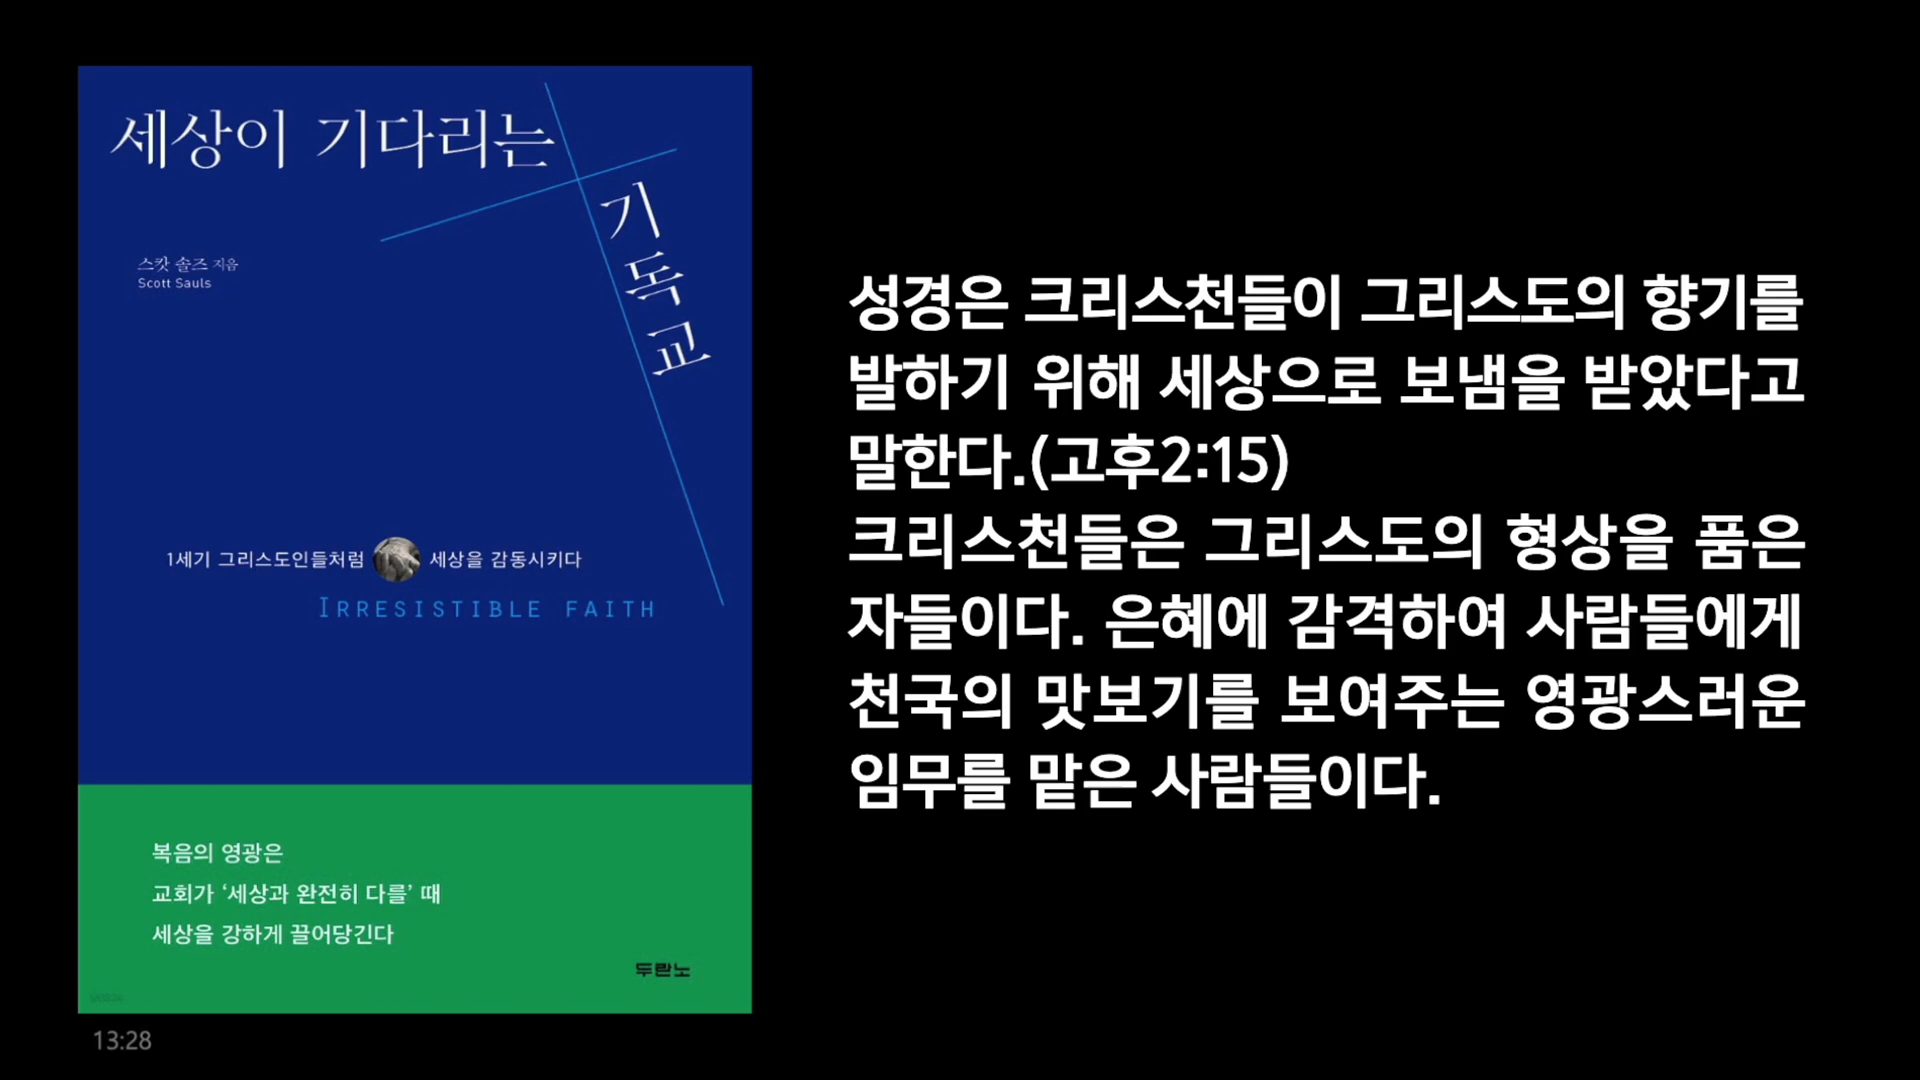 세상이 기다리는
기독교
스캇 솔즈 지음
Scott Sauls
1세기 그리스도인들처럼 세상을 감동시키다
IRRESISTIBLE FAITH
복음의 영광은
교회가 ‘세상과 완전히 다를’ 때
세상을 강하게 끌어당긴다
두란노
13:28
성경은 크리스천들이 그리스도의 향기를
발하기 위해 세상으로 보냄을 받았다고
말한다.(고후2:15)
크리스천들은 그리스도의 형상을 품은
자들이다. 은혜에 감격하여 사람들에게
천국의 맛보기를 보여주는 영광스러운
임무를 맡은 사람들이다.